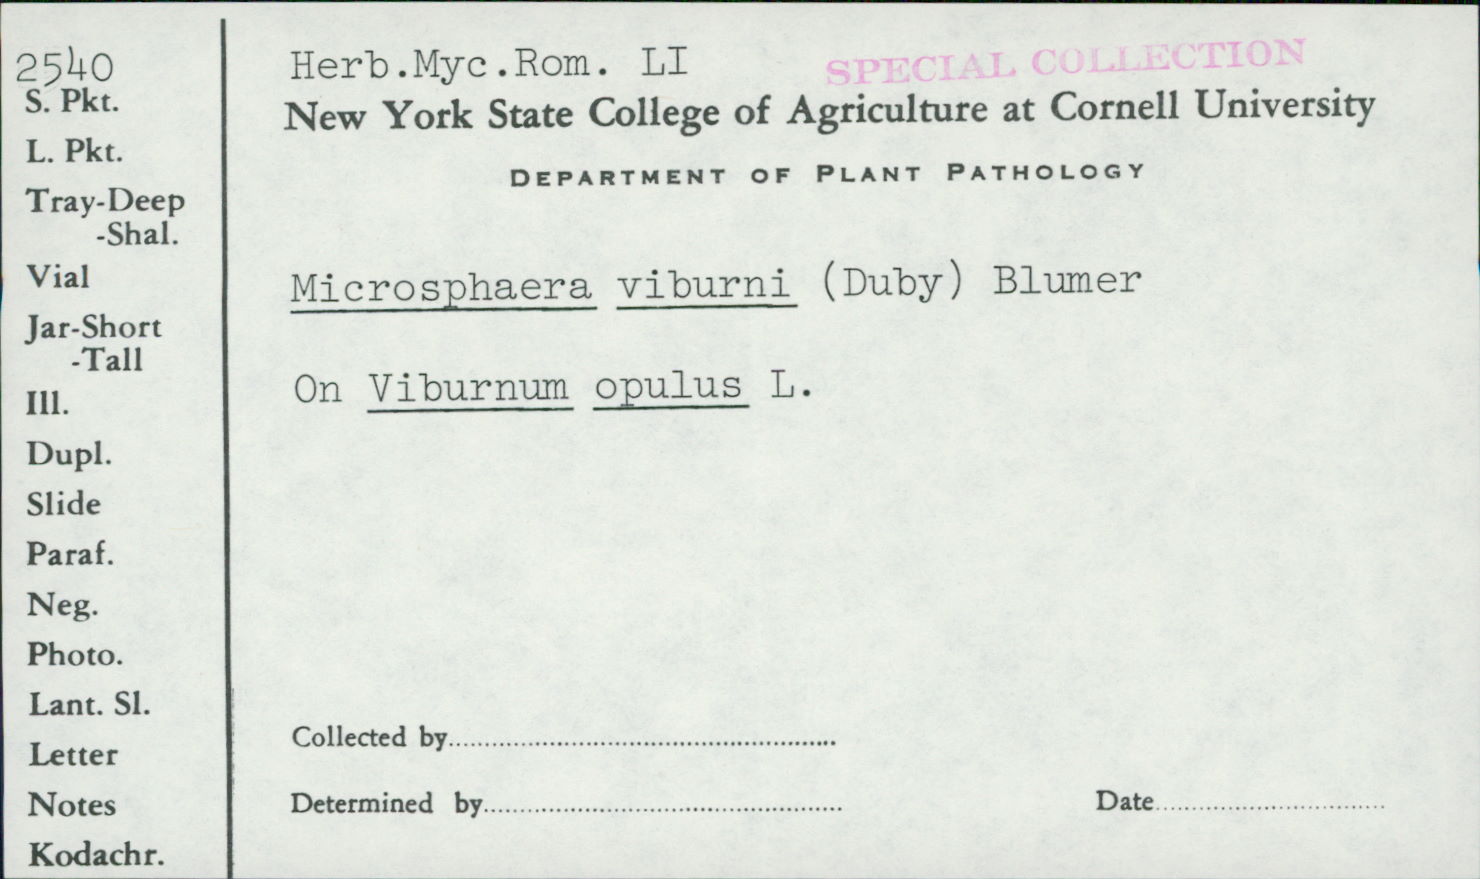 2540
S. Pkt.
L. Pkt.
Tray-Deep
-Shal.
Vial
Jar-Short
-Tall
Ill.
Dupl.
Slide
Paraf.
Neg.
Photo.
Lant. Sl.
Letter
Notes
Kodachr.
Herb.Myc.Rom. LI
SPECIAL COLLECTION
New York State College of Agriculture at Cornell University
DEPARTMENT OF PLANT PATHOLOGY
Microsphaera viburni (Duby) Blumer
On Viburnum opulus L.
Collected by
Determined by
Date